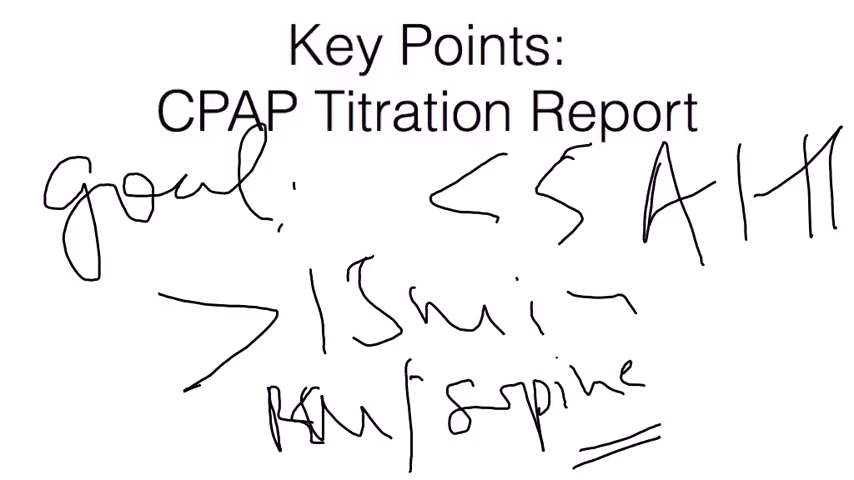 Key Points:
CPAP Titration Report
goal: <5 AHI
>15min
REM/supine